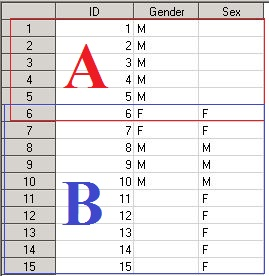 ID Gender Sex
1 1 M
2 2 M
3 3 M
4 4 M
5 5 M
6 6 F F
7 7 F F
8 8 M M
9 9 M M
10 10 M M
11 11 F
12 12 F
13 13 F
14 14 F
15 15 F
A
B